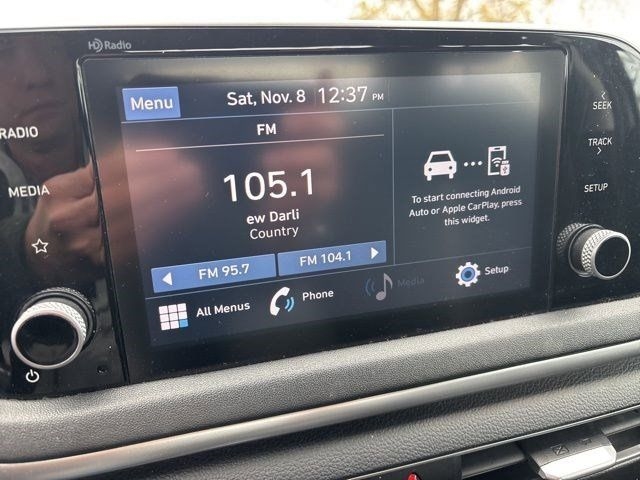 HD Radio
RADIO
MEDIA
Menu
Sat, Nov. 8 12:37 PM
FM
105.1
ew Darli
Country
FM 95.7
FM 104.1
To start connecting Android
Auto or Apple CarPlay, press
this widget.
All Menus
Phone
Media
Setup
SEEK
TRACK
SETUP